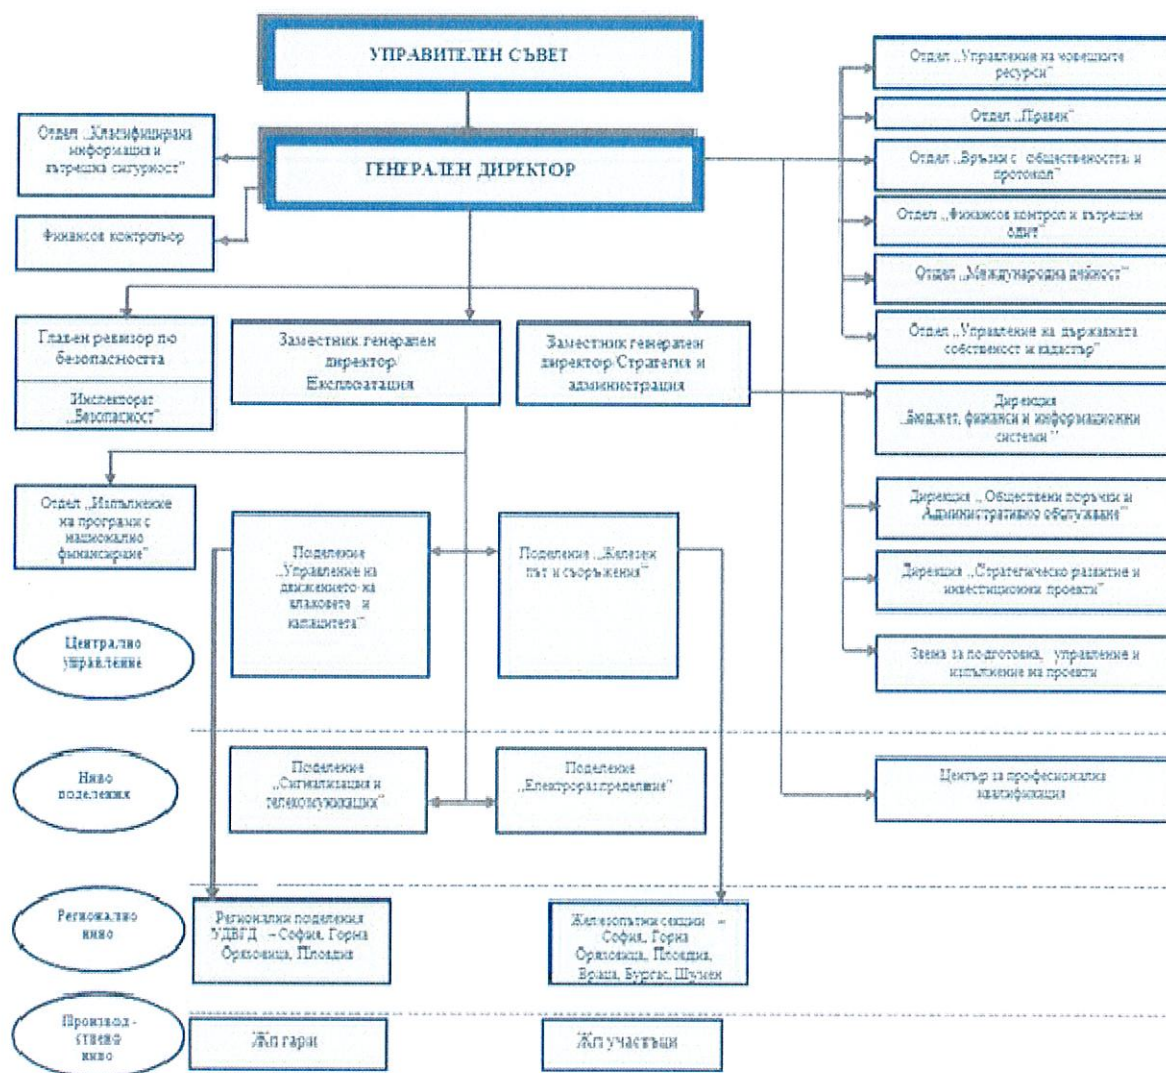 УПРАВИТЕЛЕН СЪВЕТ
ГЕНЕРАЛЕН ДИРЕКТОР
Отдел „Класифицирана
информация и
вътрешна сигурност"
Финансов контрольор
Отдел „Управление на човешките
ресурси"
Отдел „Правен"
Отдел „Връзки с обществеността и
протокол"
Отдел „Финансов контрол и вътрешен
одит"
Отдел „Международна дейност"
Отдел „Управление на държавната
собственост и кадастър"
Главен ревизор по
безопасността
Инспекторат
„Безопасност"
Заместник генерален
директор/
Експлоатация
Заместник генерален
директор/Стратегия и
администрация
Дирекция
„Бюджет, финанси и информационни
системи"
Дирекция „Обществени поръчки и
Административно обслужване"
Дирекция „Стратегическо развитие и
инвестиционни проекти"
Звена за подготовка, управление и
изпълнение на проекти
Отдел „Изпълнение
на програми с
национално
финансиране"
Поделение
„Управление на
движението на
влаковете и
капацитета"
Поделение „Железен
път и съоръжения"
Централно
управление
Ниво
поделения
Поделение
„Сигнализация и
телекомуникации"
Поделение
„Електроразпределение"
Център за професионална
квалификация
Регионално
ниво
Регионални поделения
УДВГД – София, Горна
Оряховица, Пловдив
Железопътни секции –
София, Горна
Оряховица, Пловдив,
Враца, Бургас, Шумен
Производ -
ствено
ниво
Жп гари
Жп участъци